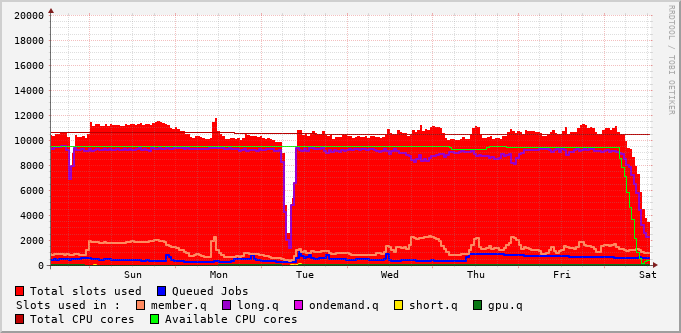 20000
18000
16000
14000
12000
10000
8000
6000
4000
2000
0
Sun Mon Tue Wed Thu Fri Sat
Total slots used Queued Jobs
Slots used in : member.q long.q ondemand.q short.q gpu.q
Total CPU cores Available CPU cores
RRDTOOL / TOBI OETIKER